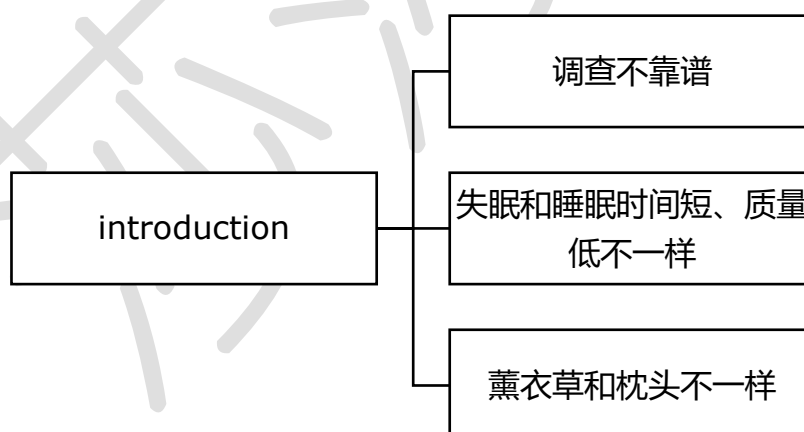 调查不靠谱
introduction
失眠和睡眠时间短、质量
低不一样
薰衣草和枕头不一样